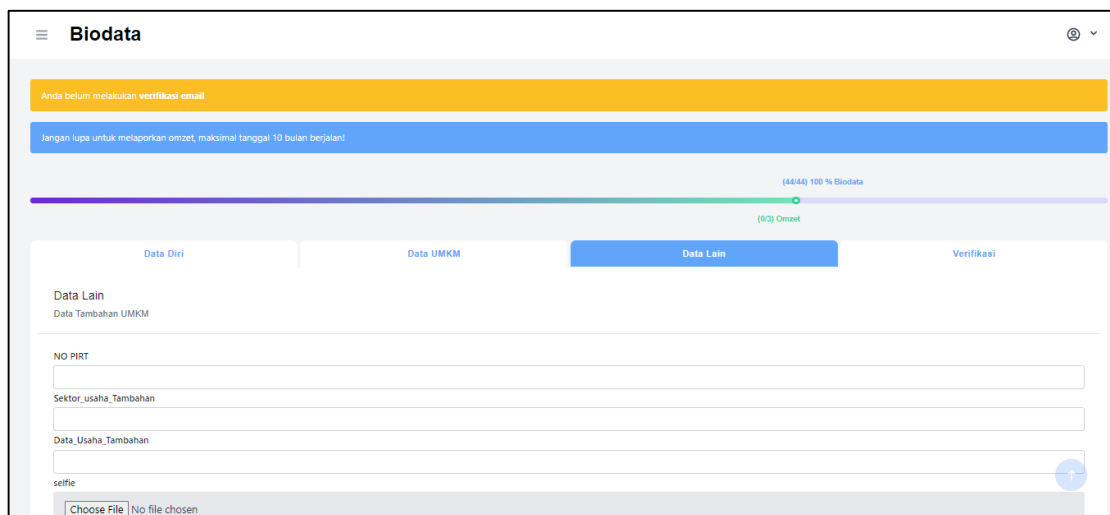 Biodata
Anda belum melakukan verifikasi email
Jangan lupa untuk melaporkan omzet, maksimal tanggal 10 bulan berjalan!
(44/44) 100 % Biodata
(0/3) Omzet
Data Diri
Data UMKM
Data Lain
Verifikasi
Data Lain
Data Tambahan UMKM
NO PIRT
Sektor_usaha_Tambahan
Data_Usaha_Tambahan
selfie
Choose File No file chosen